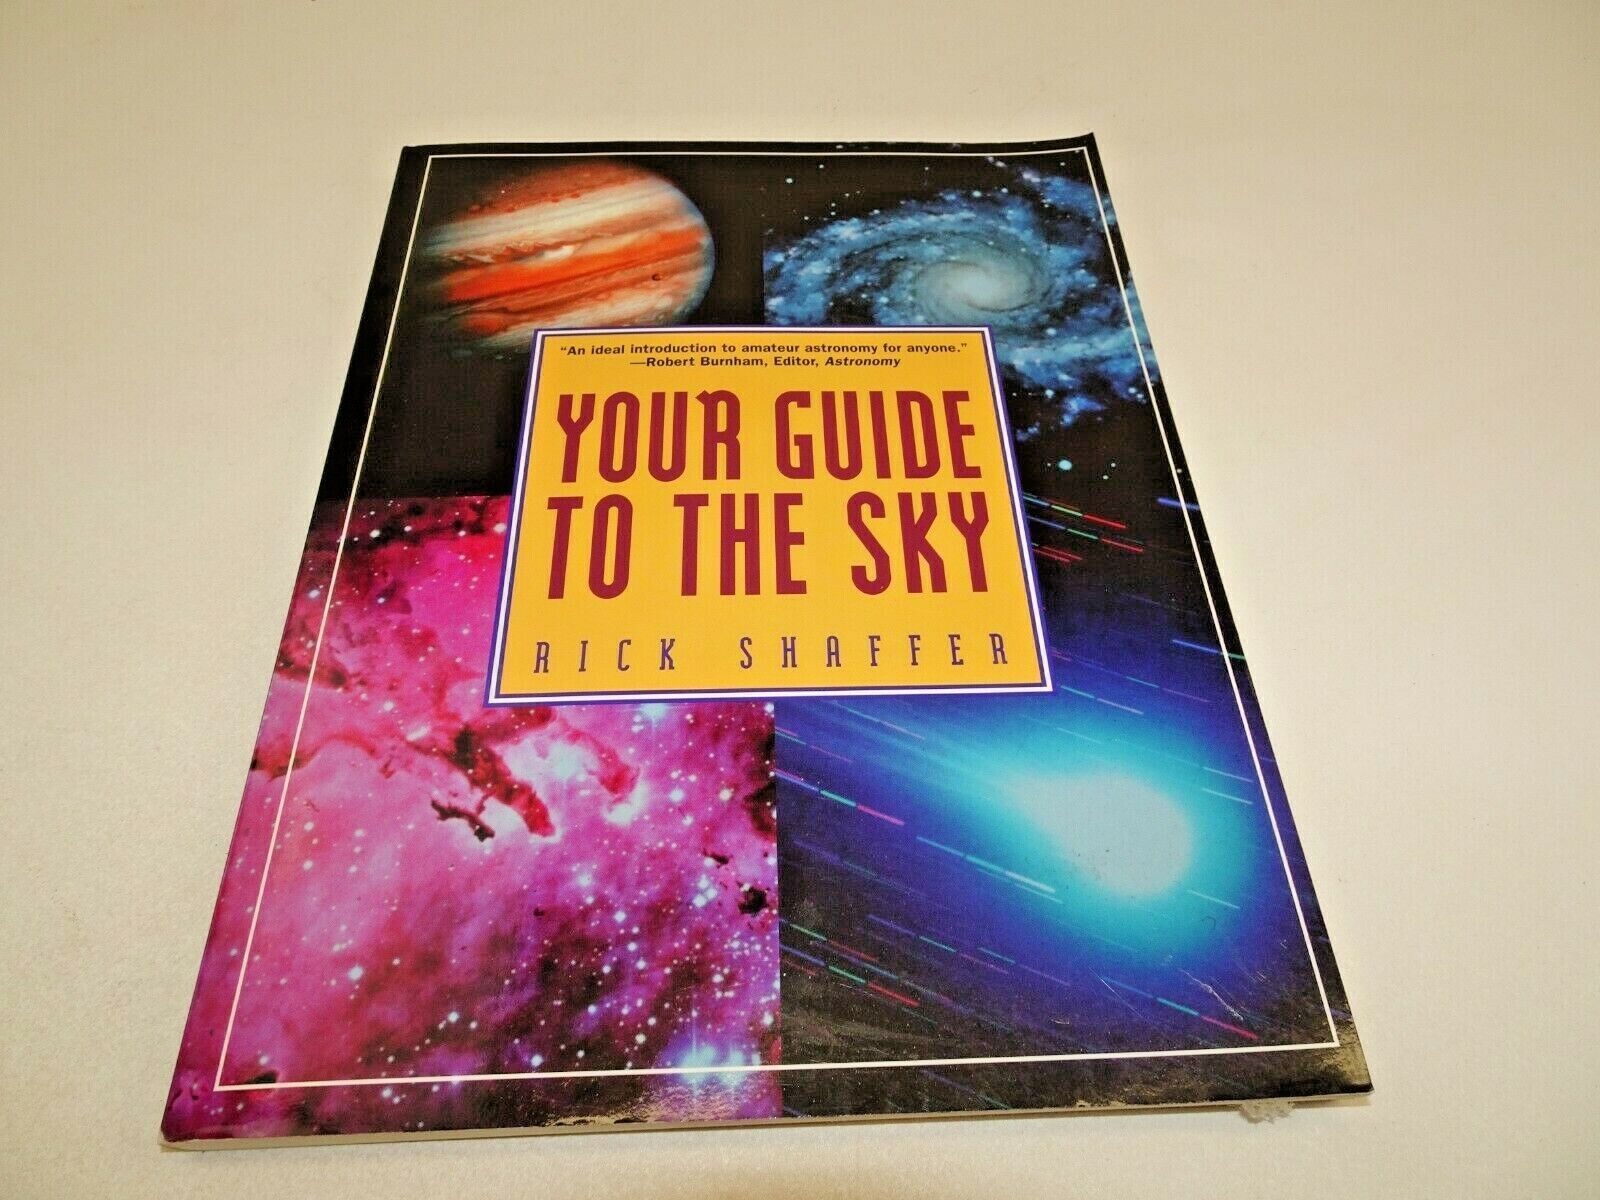 “An ideal introduction to amateur astronomy for anyone.”
—Robert Burnham, Editor, Astronomy
YOUR GUIDE
TO THE SKY
RICK SHAFFER